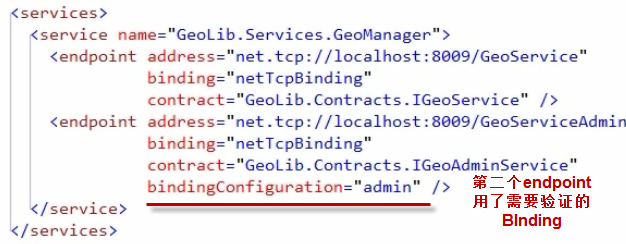 <services>
<service name="GeoLib.Services.GeoManager">
<endpoint address="net.tcp://localhost:8009/GeoService"
binding="netTcpBinding"
contract="GeoLib.Contracts.IGeoService" />
<endpoint address="net.tcp://localhost:8009/GeoServiceAdmin
binding="netTcpBinding"
contract="GeoLib.Contracts.IGeoAdminService"
bindingConfiguration="admin" />
</service>
</services>
第二个endpoint
用了需要验证的
BInding